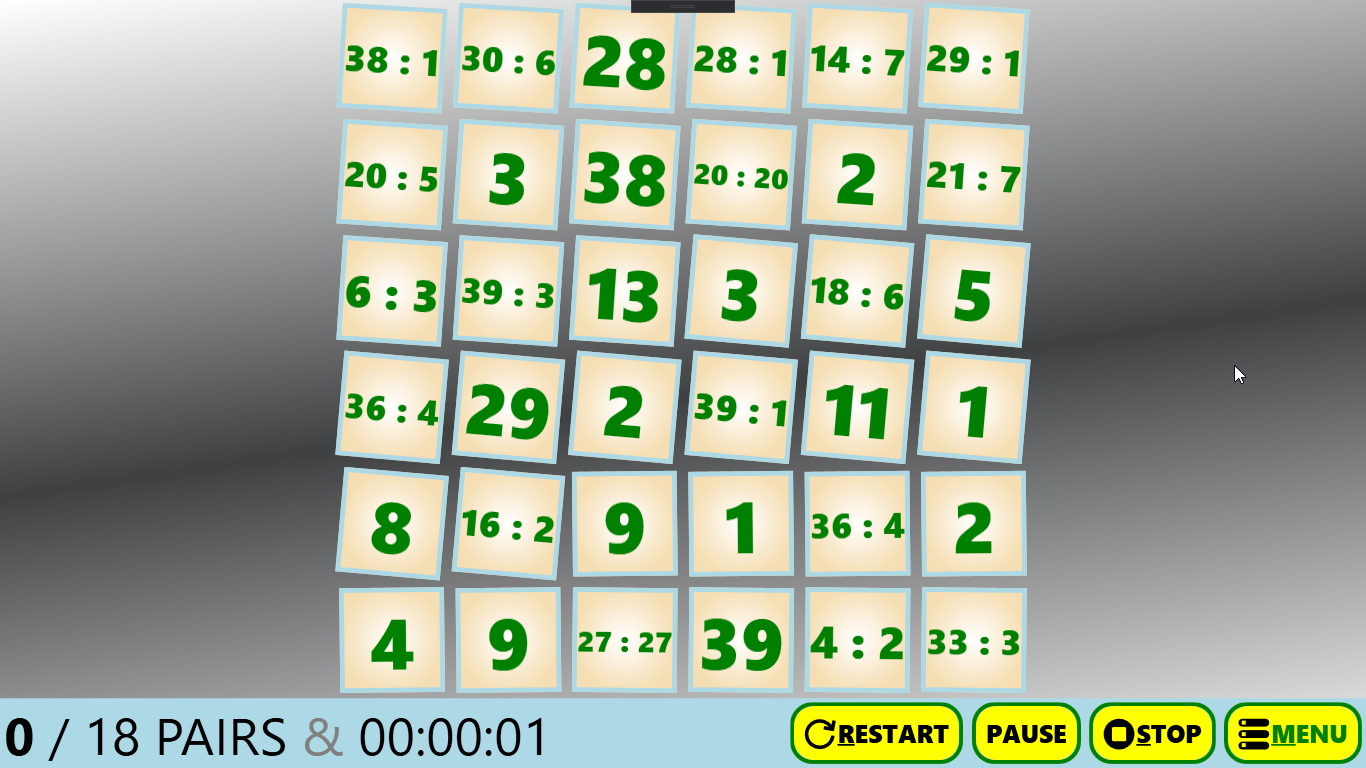 38 : 1 30 : 6 28 28 : 1 14 : 7 29 : 1
20 : 5 3 38 20 : 20 2 21 : 7
6 : 3 39 : 3 13 3 18 : 6 5
36 : 4 29 2 39 : 1 11 1
8 16 : 2 9 1 36 : 4 2
4 9 27 : 27 39 4 : 2 33 : 3
0 / 18 PAIRS & 00:00:01 RESTART PAUSE STOP MENU